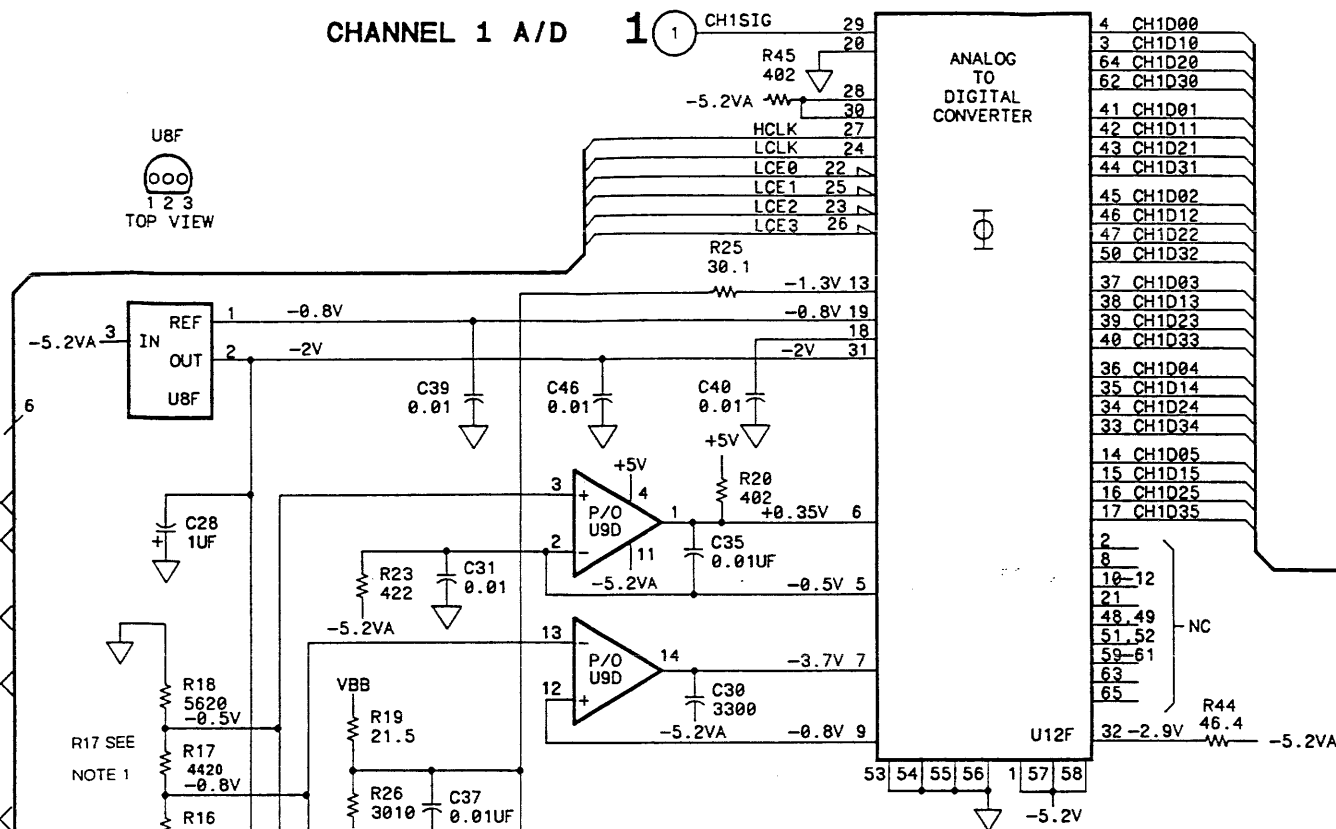 CHANNEL 1 A/D 1
1
CH1SIG 29
20
R45
402
-5.2VA
28
30
HCLK 27
LCLK 24
LCE0 22
LCE1 25
LCE2 23
LCE3 26
ANALOG
TO
DIGITAL
CONVERTER
Φ
4 CH1D00
3 CH1D10
64 CH1D20
62 CH1D30
41 CH1D01
42 CH1D11
43 CH1D21
44 CH1D31
45 CH1D02
46 CH1D12
47 CH1D22
50 CH1D32
37 CH1D03
38 CH1D13
39 CH1D23
40 CH1D33
36 CH1D04
35 CH1D14
34 CH1D24
33 CH1D34
14 CH1D05
15 CH1D15
16 CH1D25
17 CH1D35
2
8
10-12
21
48,49
51,52
59-61
63
65
NC
U12F
32 -2.9V
R44
46.4
-5.2VA
U8F
1 2 3
TOP VIEW
R25
30.1
-1.3V 13
-5.2VA 3
IN
REF
OUT
U8F
1 -0.8V
-0.8V 19
18
2 -2V
-2V 31
6
C39
0.01
C46
0.01
C40
0.01
+5V
R20
402
C28
1UF
+
+5V
4
3 +
P/O
U9D
2 -
1
11
-5.2VA
+0.35V 6
C35
0.01UF
-0.5V 5
R23
422
-5.2VA
C31
0.01
13 -
P/O
U9D
12 +
14
-3.7V 7
C30
3300
-5.2VA
-0.8V 9
R18
5620
-0.5V
R17 SEE
NOTE 1
R17
4420
-0.8V
R16
VBB
R19
21.5
R26
3010
C37
0.01UF
53 54 55 56
1 57 58
-5.2V